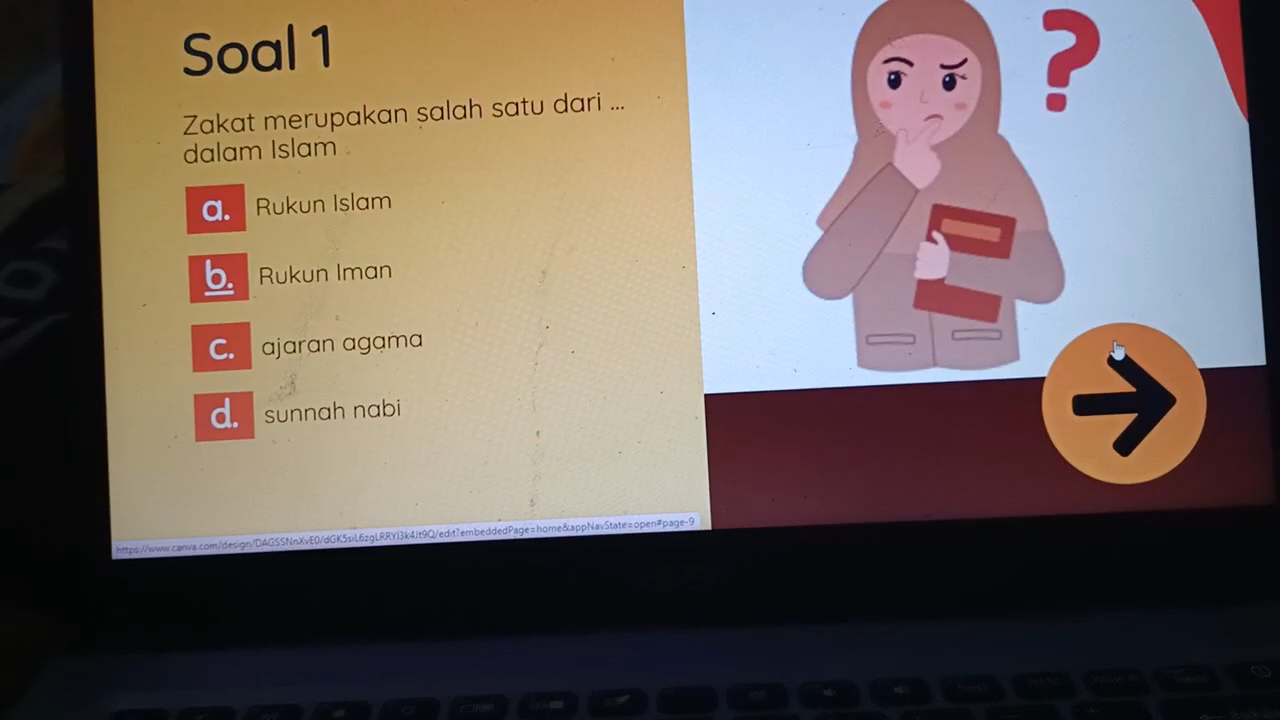 Soal 1
Zakat merupakan salah satu dari ...
dalam Islam
a. Rukun Islam
b. Rukun Iman
c. ajaran agama
d. sunnah nabi
?